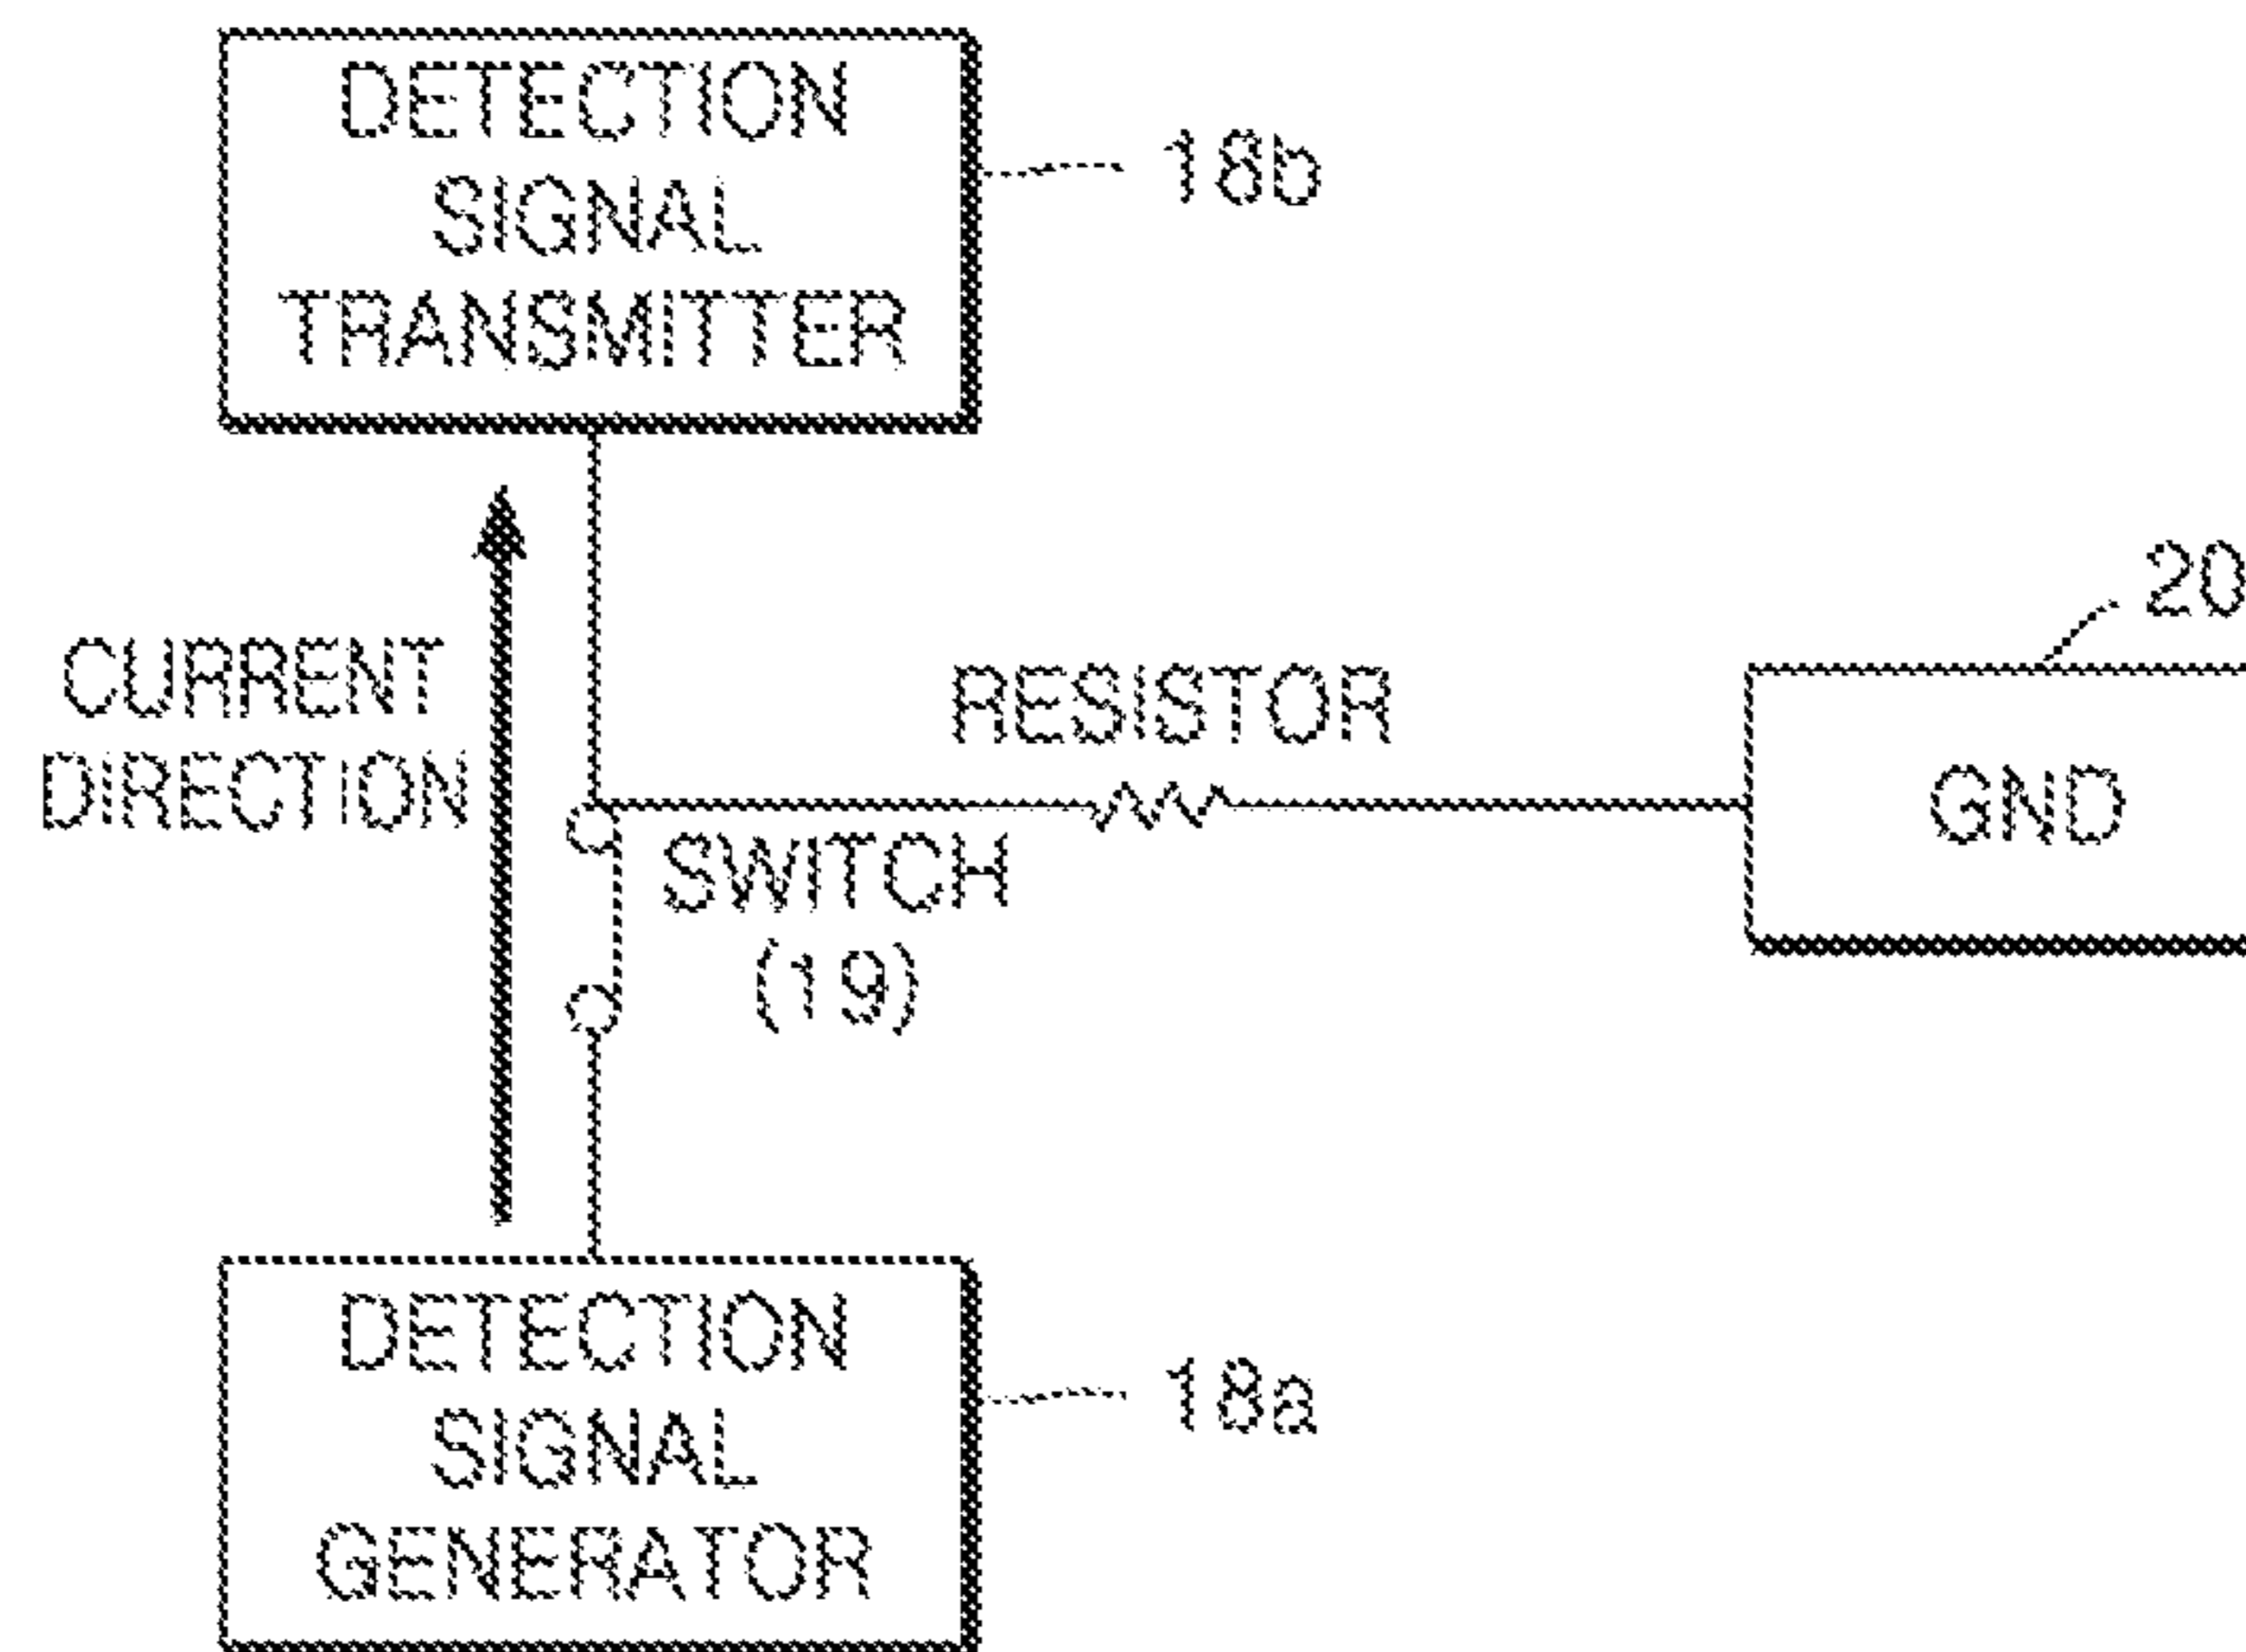 DETECTION
SIGNAL
TRANSMITTER
18b
CURRENT
DIRECTION
RESISTOR
20
GND
SWITCH
(19)
DETECTION
SIGNAL
GENERATOR
18a